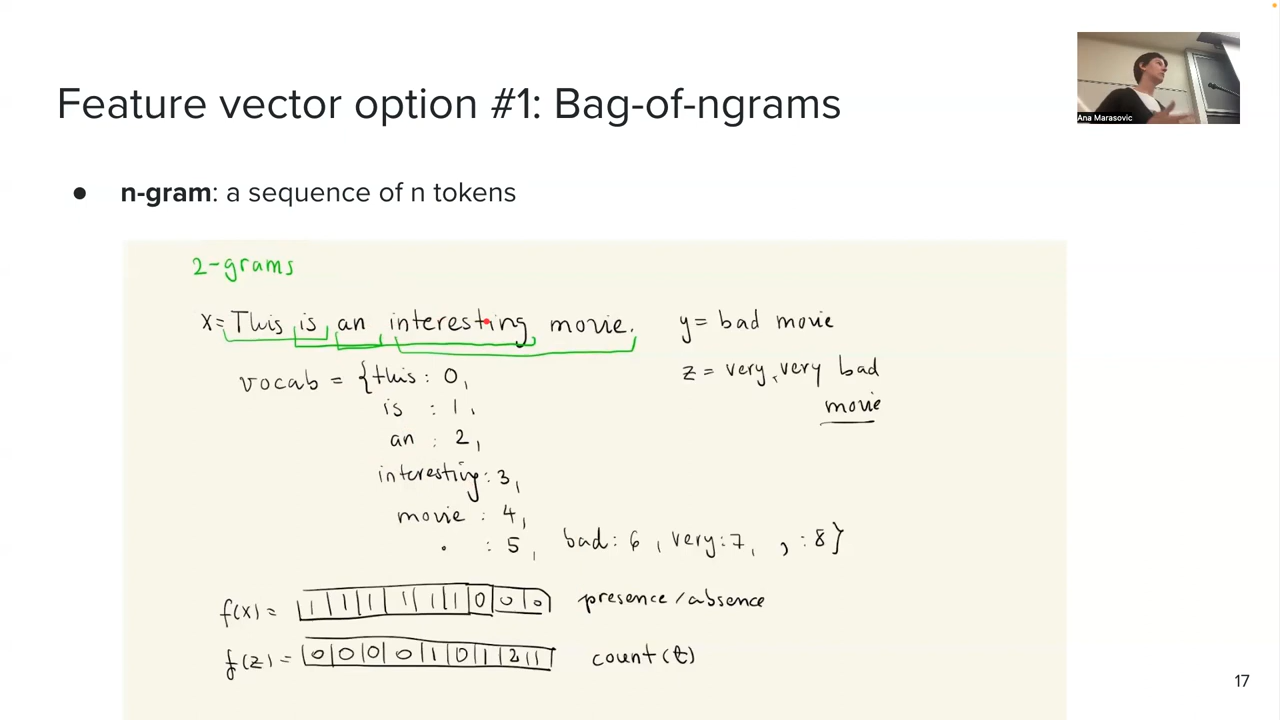 Feature vector option #1: Bag-of-ngrams
Ana Marasovic
● n-gram: a sequence of n tokens
2-grams
x= This is an interesting movie. y= bad movie
z = very, very bad
movie
vocab = {this: 0,
is : 1,
an : 2,
interesting: 3,
movie : 4,
. : 5, bad: 6, very: 7, , : 8}
f(x)= 1 1 1 1 1 1 0 0 0 presence/absence
f(z)= 0 0 0 0 1 0 1 2 1 count(t)
17